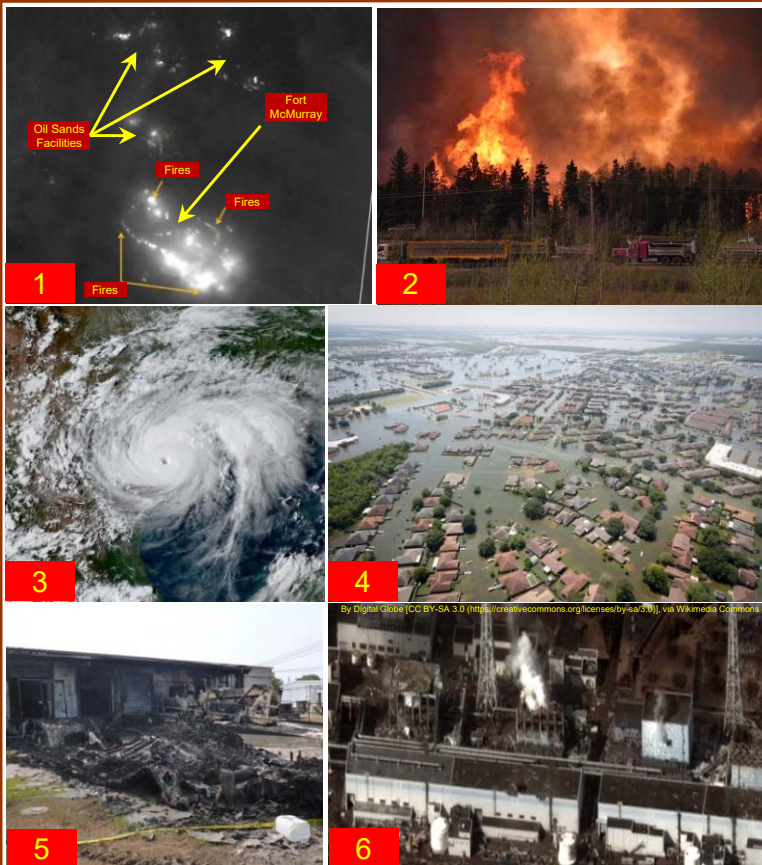 Oil Sands
Facilities
Fort
McMurray
Fires
Fires
Fires
1
2
3
4
By Digital Globe [CC BY-SA 3.0 (https://creativecommons.org/licenses/by-sa/3.0)], via Wikimedia Commons
5
6